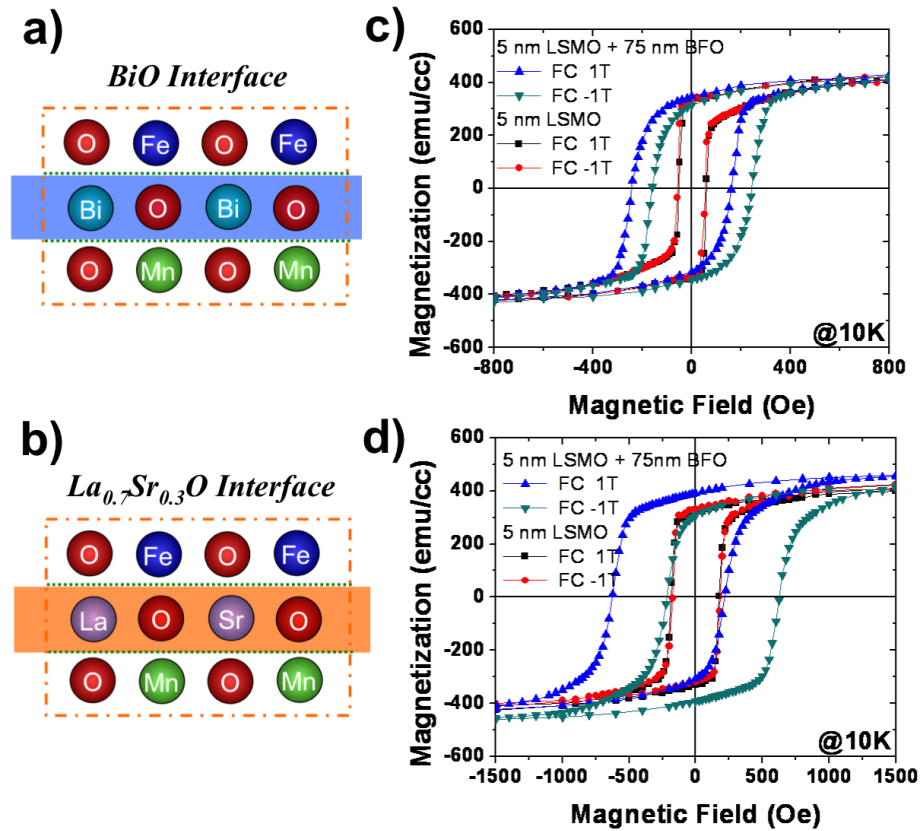 a)
BiO Interface
O Fe O Fe
Bi O Bi O
O Mn O Mn
b)
La0.7Sr0.3O Interface
O Fe O Fe
La O Sr O
O Mn O Mn
c)
5 nm LSMO + 75 nm BFO
FC 1T
FC -1T
5 nm LSMO
FC 1T
FC -1T
@10K
600
400
200
0
-200
-400
-600
-800 -400 0 400 800
Magnetization (emu/cc)
Magnetic Field (Oe)
d)
5 nm LSMO + 75nm BFO
FC 1T
FC -1T
5 nm LSMO
FC 1T
FC -1T
@10K
600
400
200
0
-200
-400
-600
-1500 -1000 -500 0 500 1000 1500
Magnetization (emu/cc)
Magnetic Field (Oe)